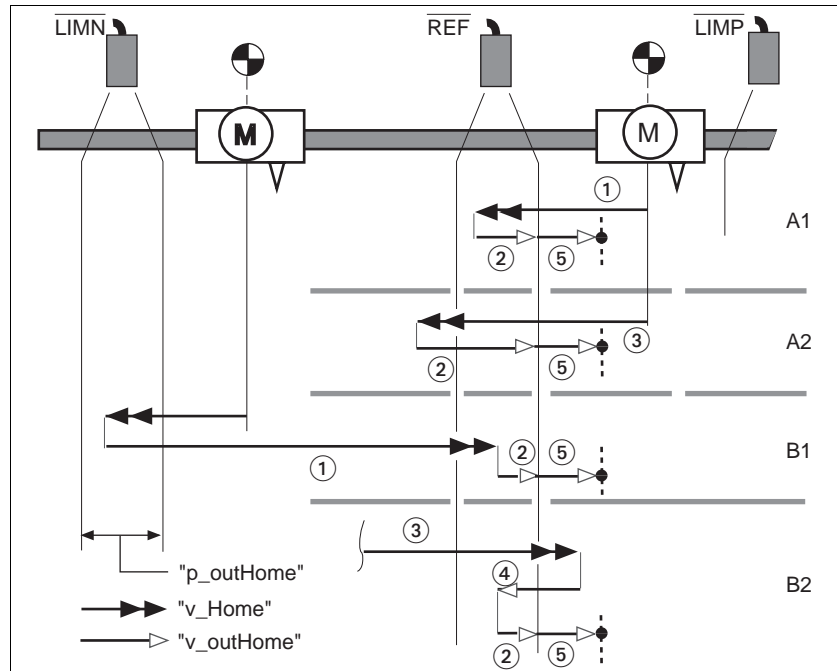 LIMN REF LIMP
M M
1
A1
2 5
3
A2
2 5
1 2 5 B1
3
"p_outHome"
4
B2
"v_Home"
"v_outHome"
2 5